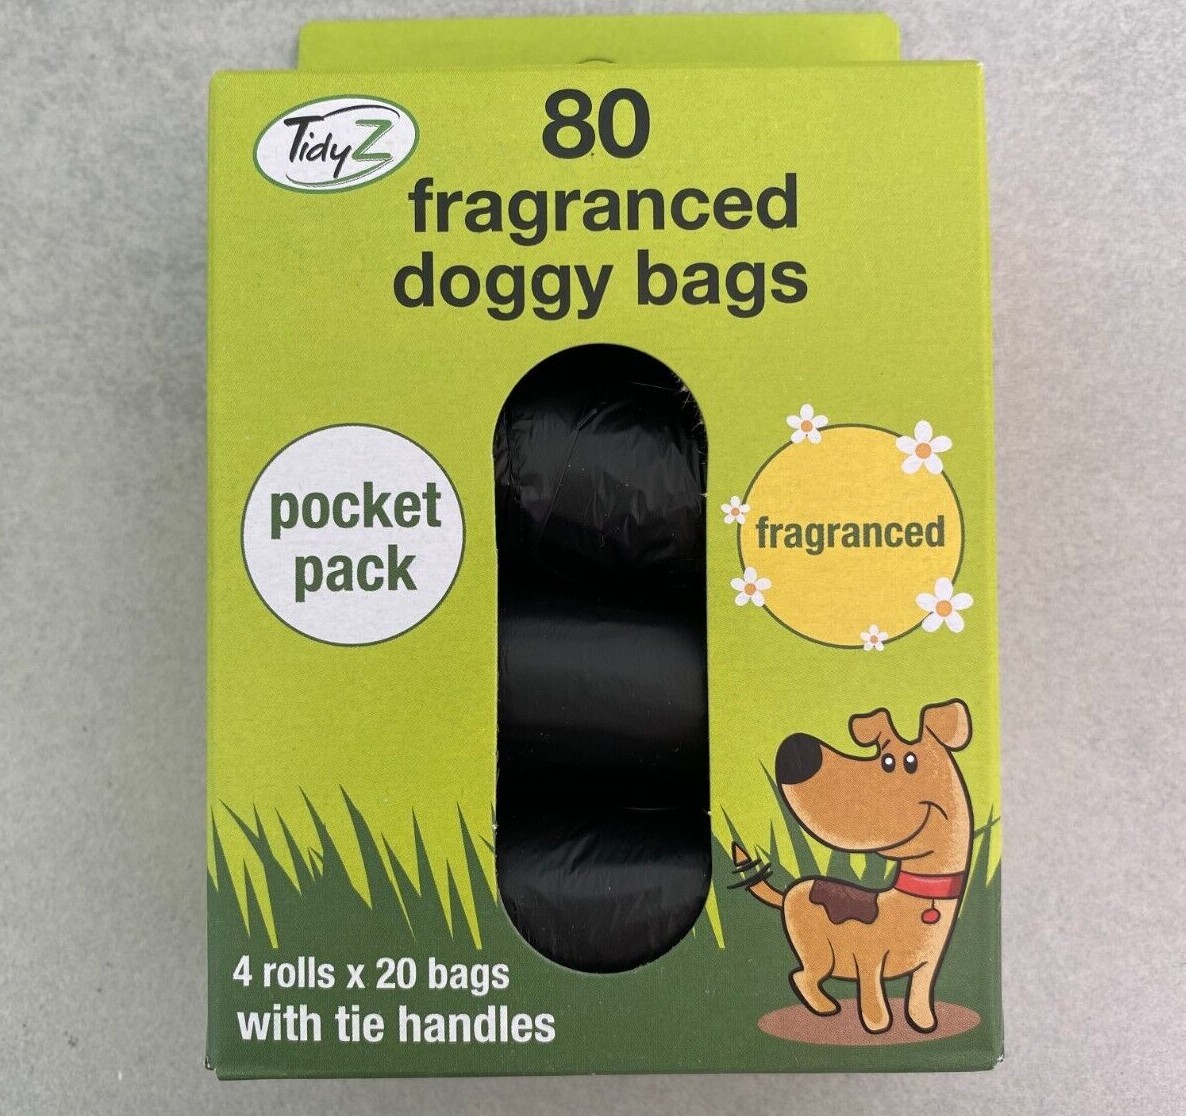 TidyZ
80
fragranced
doggy bags
pocket
pack
fragranced
4 rolls x 20 bags
with tie handles